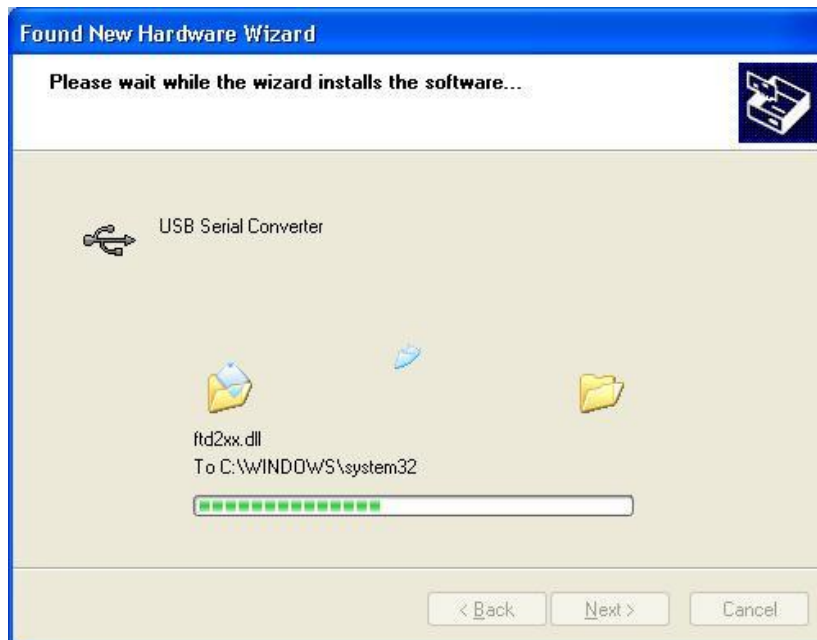 Found New Hardware Wizard
Please wait while the wizard installs the software...
USB Serial Converter
ftd2xx.dll
To C:\WINDOWS\system32
< Back
Next >
Cancel